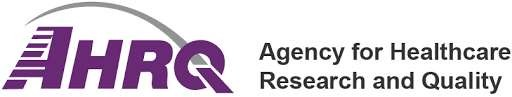 AHRQ
Agency for Healthcare
Research and Quality